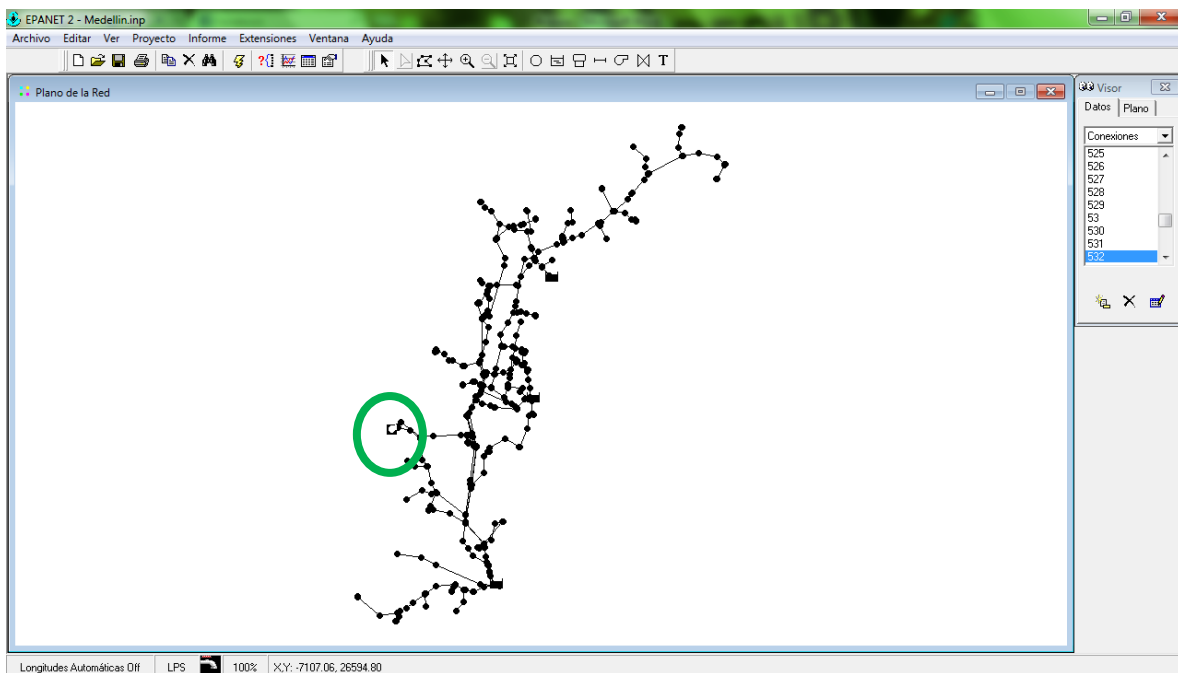 EPANET 2 - Medellin.inp
Archivo Editar Ver Proyecto Informe Extensiones Ventana Ayuda
T
Plano de la Red
Visor
Datos Plano
Conexiones
525
526
527
528
529
53
530
531
532
Longitudes Automáticas Off LPS 100% X,Y: -7107.06, 26594.80